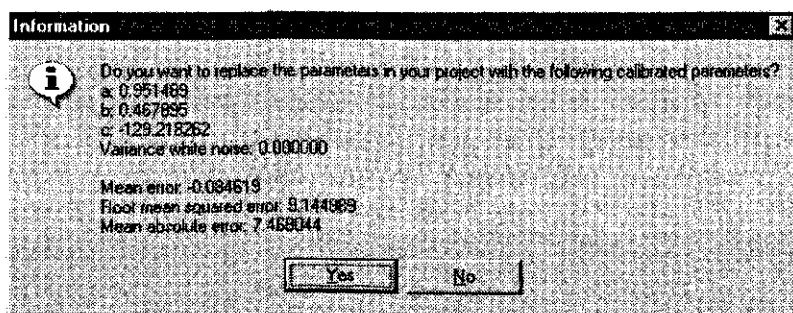 Information
Do you want to replace the parameters in your project with the following calibrated parameters?
a: 0.951489
b: 0.467895
c: -129.218262
Variance white noise: 0.000000
Mean error: -0.084619
Root mean squared error: 9.144989
Mean absolute error: 7.468044
Yes
No